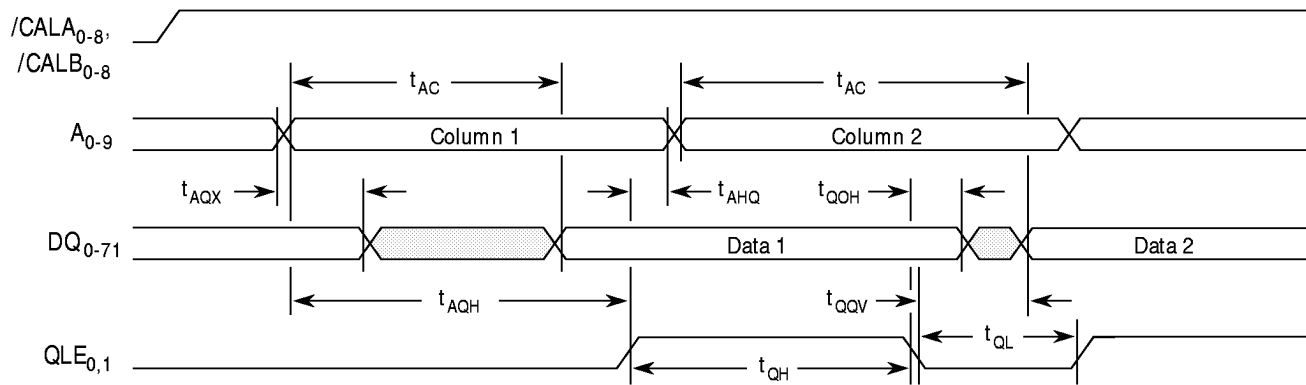 /CALA0-8,
/CALB0-8
tAC
tAC
A0-9
Column 1
Column 2
tAQX
tAHQ
tQOH
DQ0-71
Data 1
Data 2
tAQH
tQQV
tQL
QLE0,1
tQH